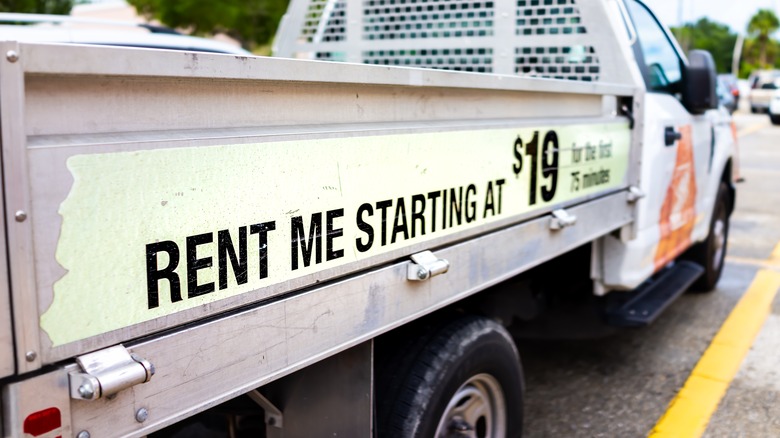 RENT ME STARTING AT $19 for the first
75 minutes